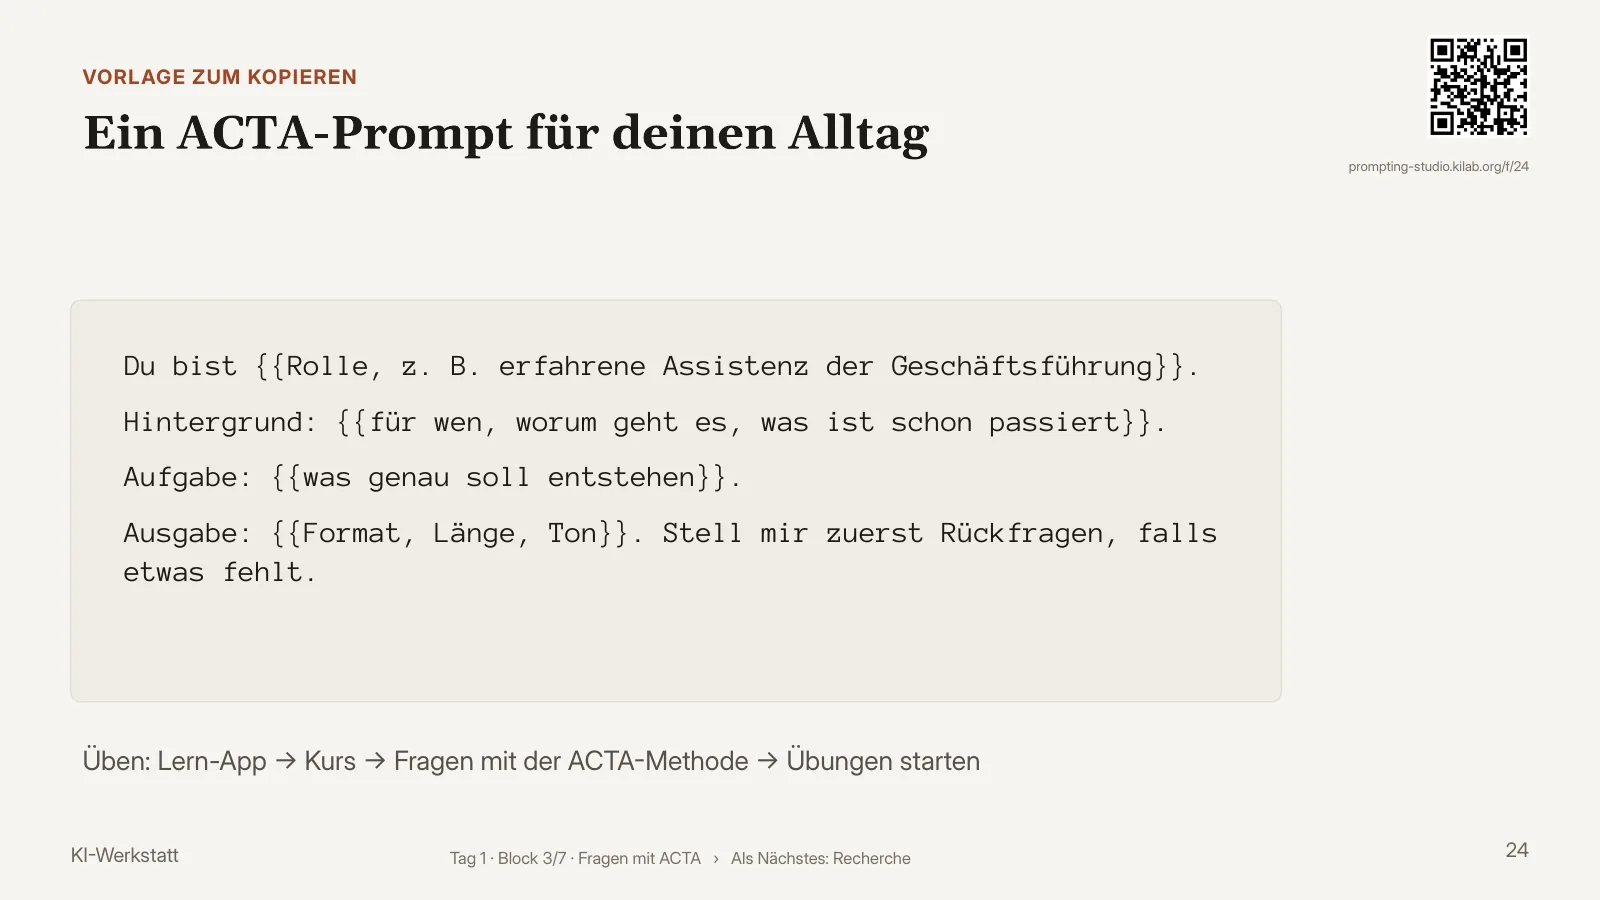 VORLAGE ZUM KOPIEREN
Ein ACTA-Prompt für deinen Alltag
prompting-studio.kilab.org/f/24
Du bist {{Rolle, z. B. erfahrene Assistenz der Geschäftsführung}}.
Hintergrund: {{für wen, worum geht es, was ist schon passiert}}.
Aufgabe: {{was genau soll entstehen}}.
Ausgabe: {{Format, Länge, Ton}}. Stell mir zuerst Rückfragen, falls
etwas fehlt.
Üben: Lern-App → Kurs → Fragen mit der ACTA-Methode → Übungen starten
KI-Werkstatt
Tag 1 · Block 3/7 · Fragen mit ACTA › Als Nächstes: Recherche
24